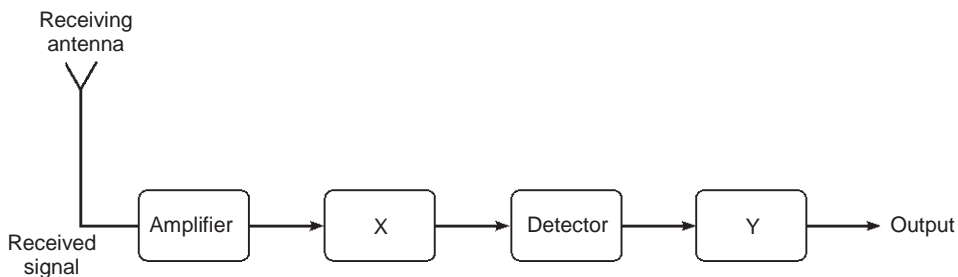 Receiving
antenna
Amplifier
X
Detector
Y
Output
Received
signal